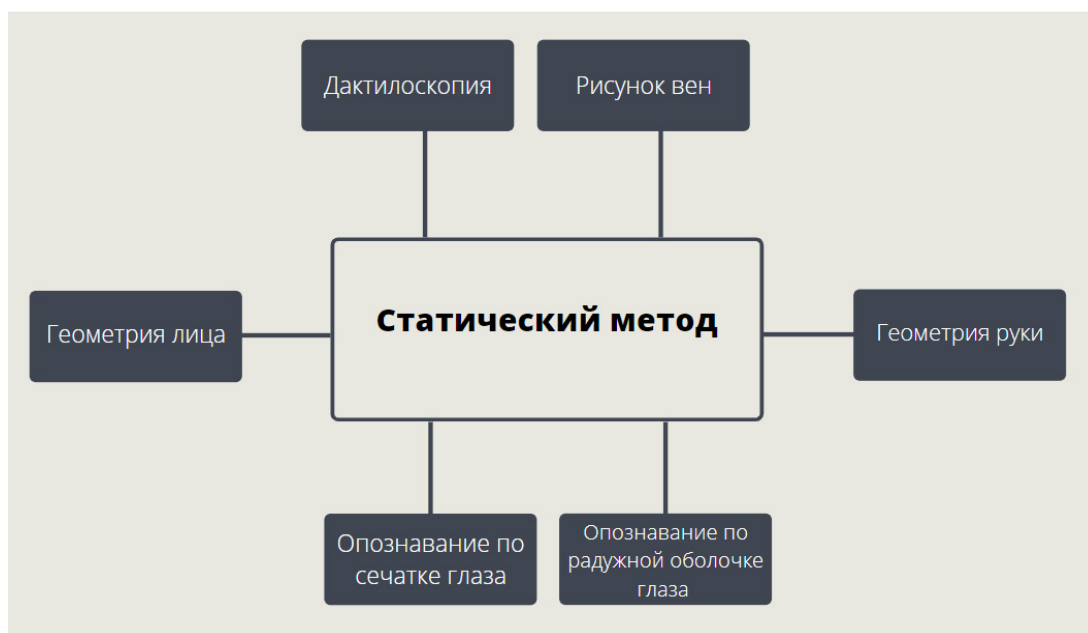 Дактилоскопия
Рисунок вен
Статический метод
Геометрия лица
Геометрия руки
Опознавание по
сечатке глаза
Опознавание по
радужной оболочке
глаза